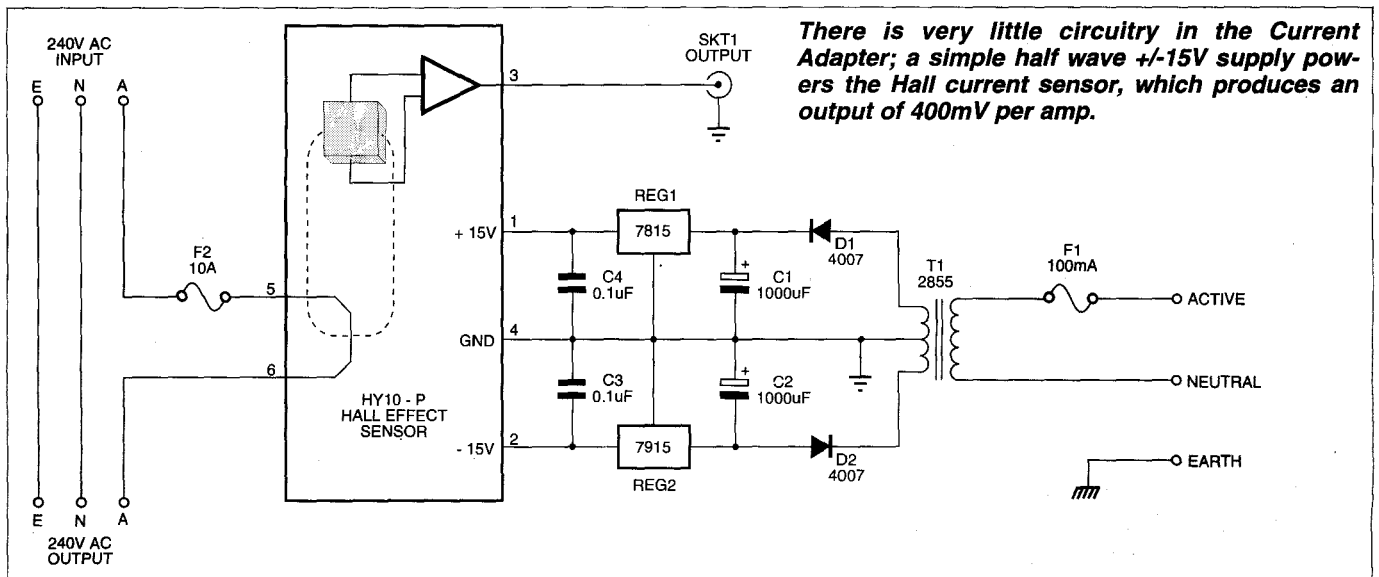 There is very little circuitry in the Current
Adapter; a simple half wave +/-15V supply pow-
ers the Hall current sensor, which produces an
output of 400mV per amp.
240V AC
INPUT
E N A
SKT1
OUTPUT
3
F2
10A
5
6
HY10 - P
HALL EFFECT
SENSOR
+ 15V
1
GND
4
- 15V
2
C4
0.1uF
C3
0.1uF
REG1
7815
7915
REG2
+
C1
1000uF
+
C2
1000uF
D1
4007
D2
4007
T1
2855
F1
100mA
ACTIVE
NEUTRAL
EARTH
E N A
240V AC
OUTPUT